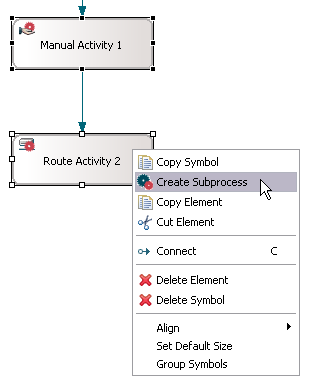 Manual Activity 1
Route Activity 2
Copy Symbol
Create Subprocess
Copy Element
Cut Element
Connect C
Delete Element
Delete Symbol
Align
Set Default Size
Group Symbols